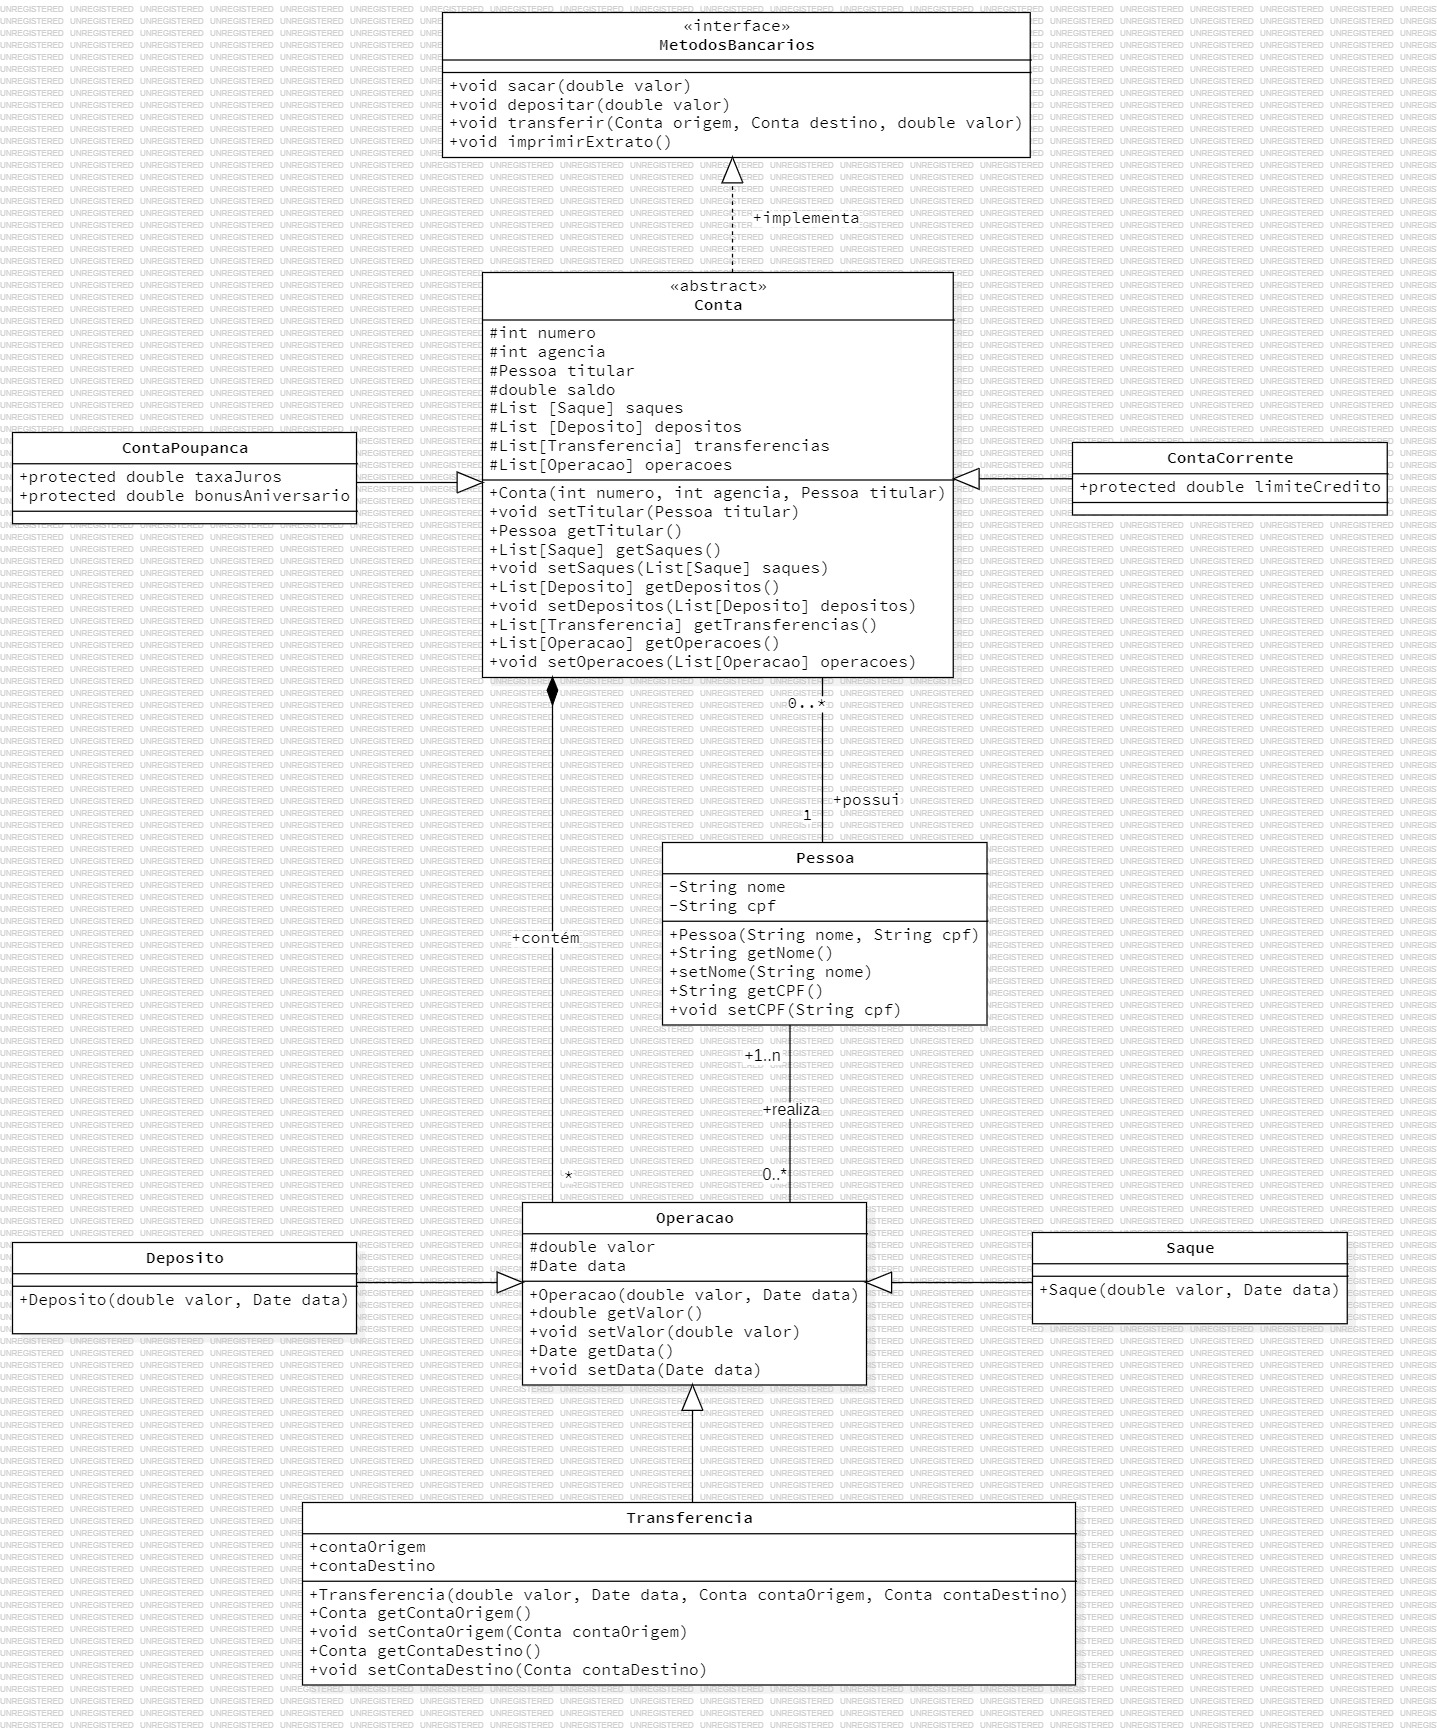 «interface»
MetodosBancarios
+void sacar(double valor)
+void depositar(double valor)
+void transferir(Conta origem, Conta destino, double valor)
+void imprimirExtrato()
+implementa
«abstract»
Conta
#int numero
#int agencia
#Pessoa titular
#double saldo
#List [Saque] saques
#List [Deposito] depositos
#List[Transferencia] transferencias
#List[Operacao] operacoes
+Conta(int numero, int agencia, Pessoa titular)
+void setTitular(Pessoa titular)
+Pessoa getTitular()
+List[Saque] getSaques()
+void setSaques(List[Saque] saques)
+List[Deposito] getDepositos()
+void setDepositos(List[Deposito] depositos)
+List[Transferencia] getTransferencias()
+List[Operacao] getOperacoes()
+void setOperacoes(List[Operacao] operacoes)
ContaPoupanca
+protected double taxaJuros
+protected double bonusAniversario
ContaCorrente
+protected double limiteCredito
0..*
+possui
1
Pessoa
-String nome
-String cpf
+Pessoa(String nome, String cpf)
+String getNome()
+setNome(String nome)
+String getCPF()
+void setCPF(String cpf)
+contém
*
+1..n
+realiza
0..*
Operacao
#double valor
#Date data
+Operacao(double valor, Date data)
+double getValor()
+void setValor(double valor)
+Date getData()
+void setData(Date data)
Deposito
+Deposito(double valor, Date data)
Saque
+Saque(double valor, Date data)
Transferencia
+contaOrigem
+contaDestino
+Transferencia(double valor, Date data, Conta contaOrigem, Conta contaDestino)
+Conta getContaOrigem()
+void setContaOrigem(Conta contaOrigem)
+Conta getContaDestino()
+void setContaDestino(Conta contaDestino)
UNREGISTERED